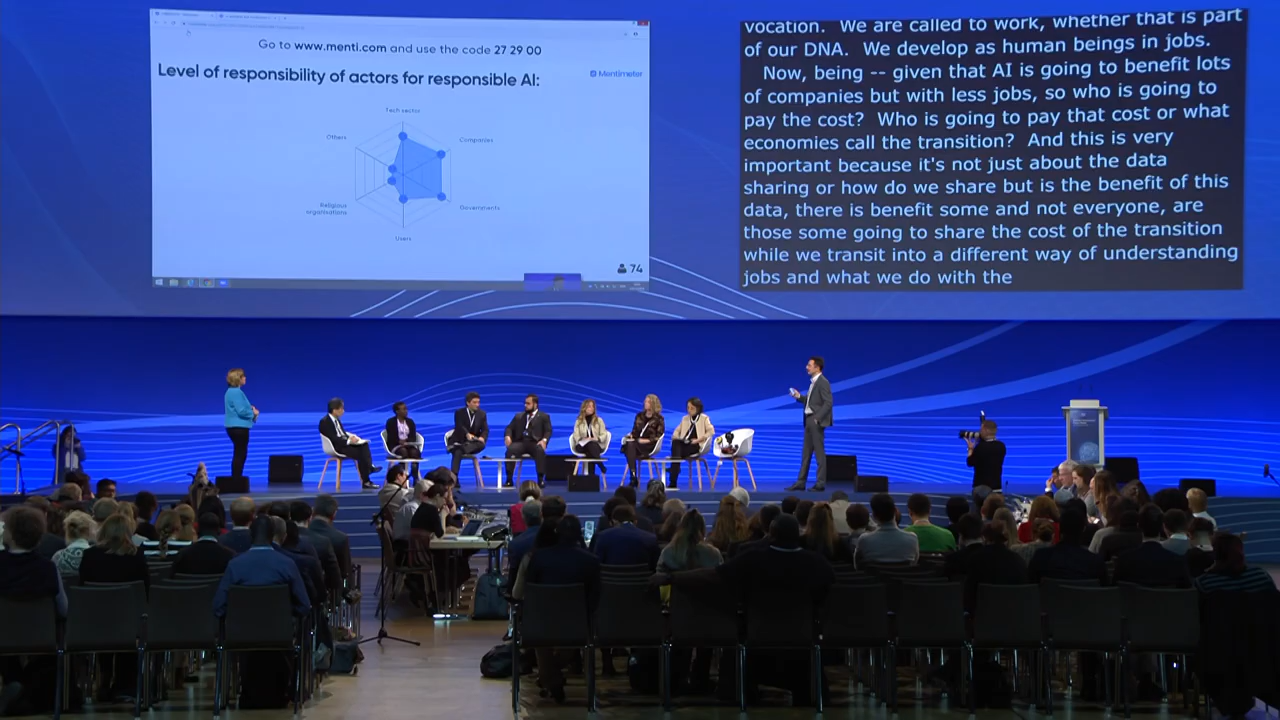 Go to www.menti.com and use the code 27 29 00
Level of responsibility of actors for responsible AI:
Mentimeter
Tech sector
Others
Companies
Religious
organisations
Governments
Users
74
vocation. We are called to work, whether that is part
of our DNA. We develop as human beings in jobs.
Now, being -- given that AI is going to benefit lots
of companies but with less jobs, so who is going to
pay the cost? Who is going to pay that cost or what
economies call the transition? And this is very
important because it's not just about the data
sharing or how do we share but is the benefit of this
data, there is benefit some and not everyone, are
those some going to share the cost of the transition
while we transit into a different way of understanding
jobs and what we do with the